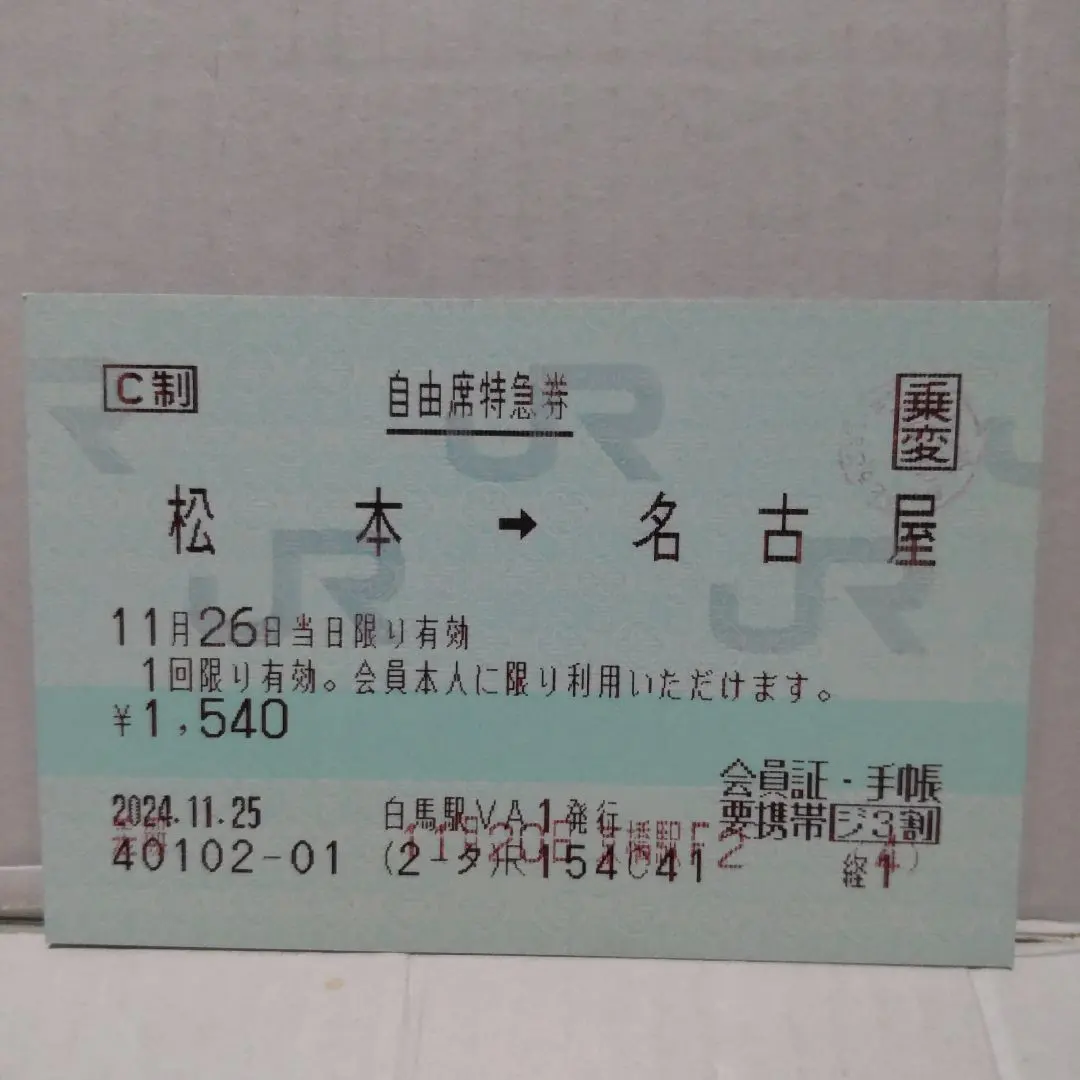 C制
自由席特急券
乗変
松本 → 名古屋
11月26日当日限り有効
1回限り有効。会員本人に限り利用いただけます。
¥1,540
会員証・手帳
要携帯 ジ3割
2024.11.25 白馬駅VA1発行
40102-01
経1
JR
JR
JR